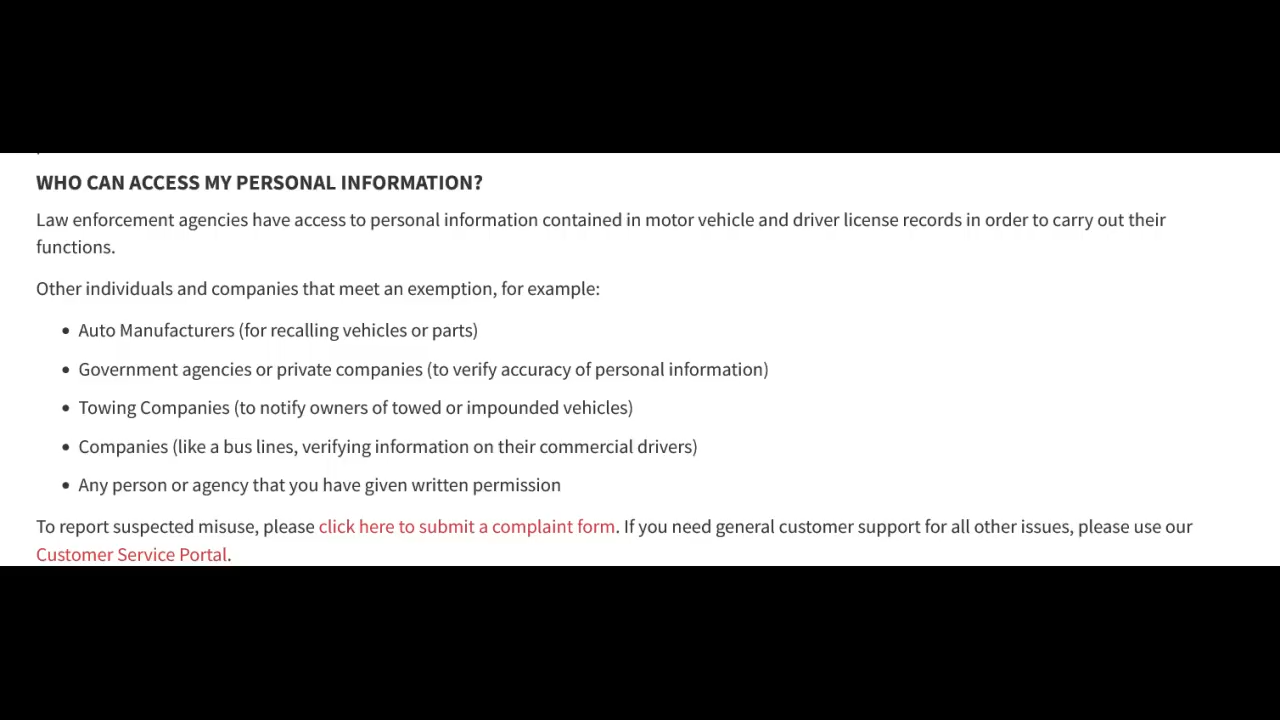 WHO CAN ACCESS MY PERSONAL INFORMATION?
Law enforcement agencies have access to personal information contained in motor vehicle and driver license records in order to carry out their
functions.
Other individuals and companies that meet an exemption, for example:
• Auto Manufacturers (for recalling vehicles or parts)
• Government agencies or private companies (to verify accuracy of personal information)
• Towing Companies (to notify owners of towed or impounded vehicles)
• Companies (like a bus lines, verifying information on their commercial drivers)
• Any person or agency that you have given written permission
To report suspected misuse, please click here to submit a complaint form. If you need general customer support for all other issues, please use our
Customer Service Portal.